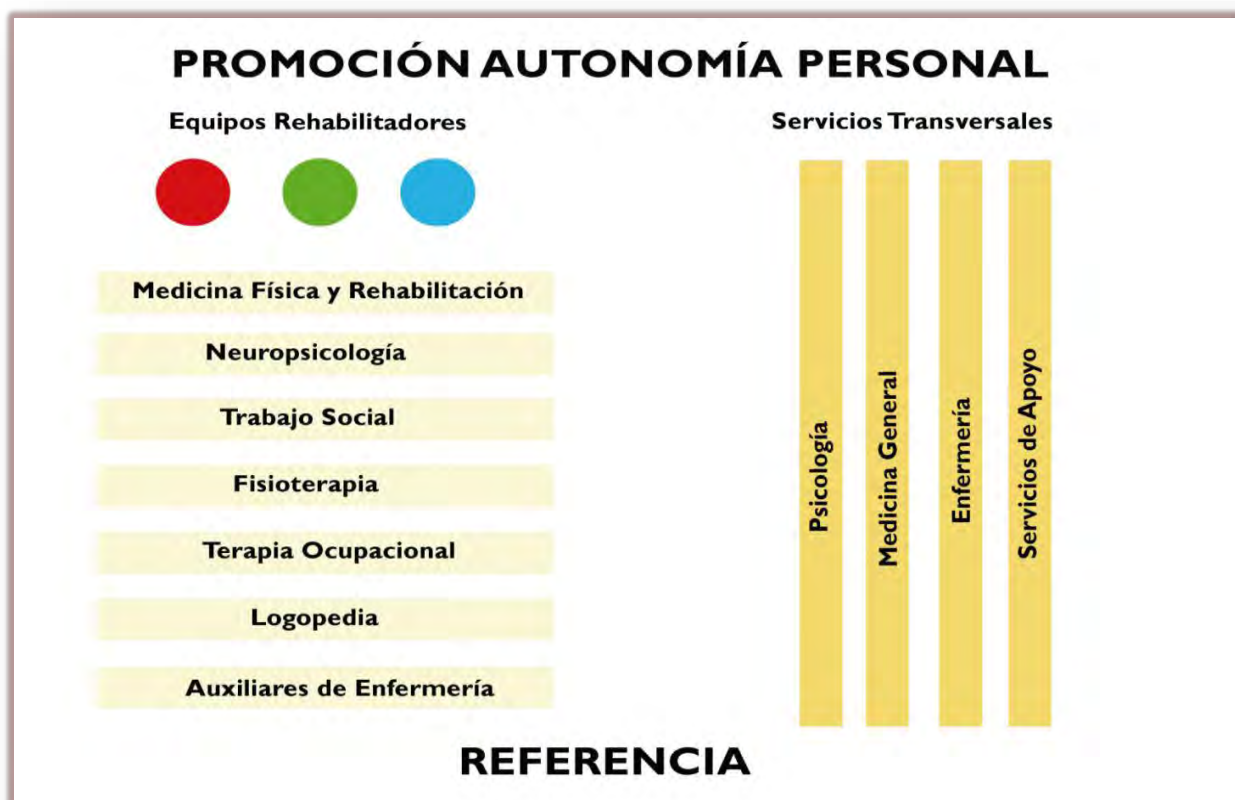 PROMOCIÓN AUTONOMÍA PERSONAL
Equipos Rehabilitadores
Servicios Transversales
Medicina Física y Rehabilitación
Neuropsicología
Trabajo Social
Fisioterapia
Terapia Ocupacional
Logopedia
Auxiliares de Enfermería
Psicología
Medicina General
Enfermería
Servicios de Apoyo
REFERENCIA